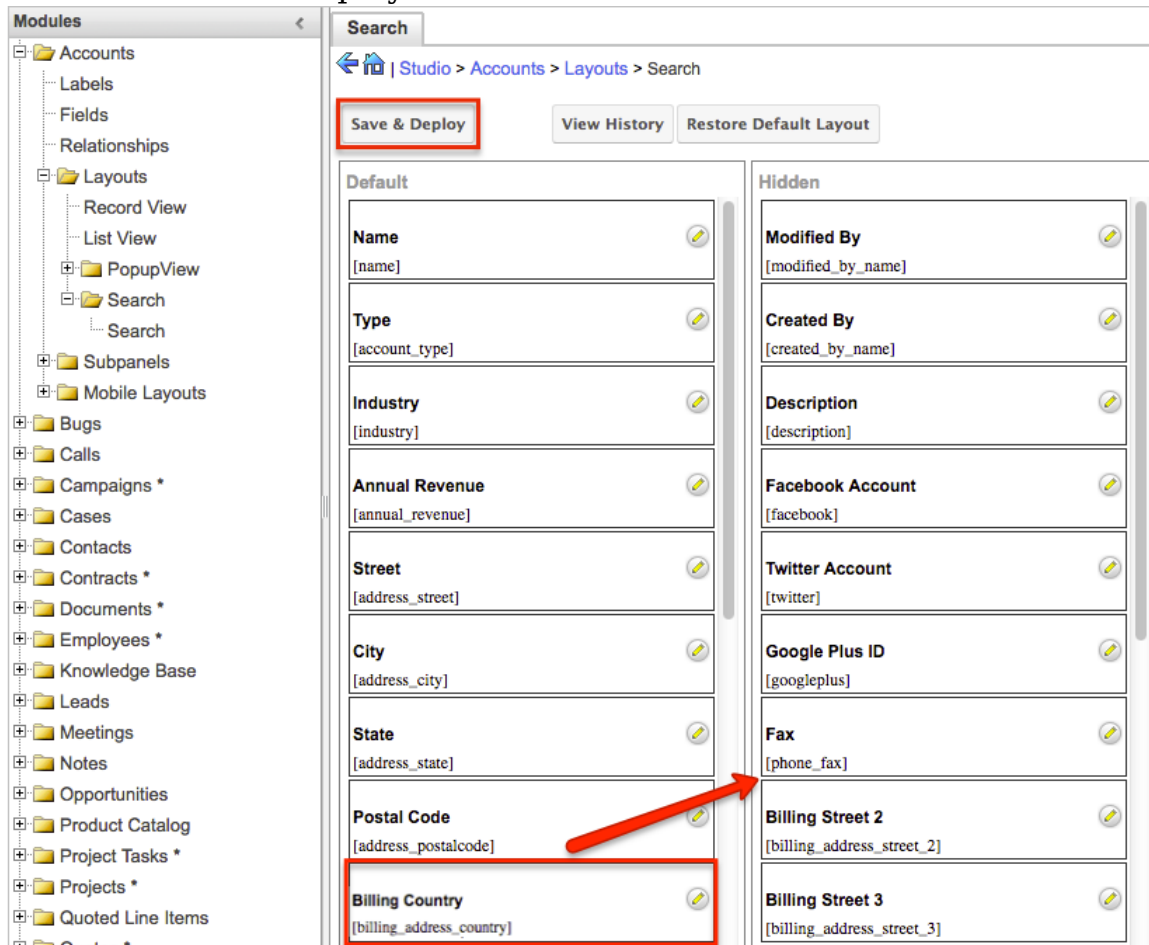 Modules <
Accounts
Labels
Fields
Relationships
Layouts
Record View
List View
PopupView
Search
Search
Subpanels
Mobile Layouts
Bugs
Calls
Campaigns *
Cases
Contacts
Contracts *
Documents *
Employees *
Knowledge Base
Leads
Meetings
Notes
Opportunities
Product Catalog
Project Tasks *
Projects *
Quoted Line Items
Search
| Studio > Accounts > Layouts > Search
Save & Deploy View History Restore Default Layout
Default
Name
[name]
Type
[account_type]
Industry
[industry]
Annual Revenue
[annual_revenue]
Street
[address_street]
City
[address_city]
State
[address_state]
Postal Code
[address_postalcode]
Billing Country
[billing_address_country]
Hidden
Modified By
[modified_by_name]
Created By
[created_by_name]
Description
[description]
Facebook Account
[facebook]
Twitter Account
[twitter]
Google Plus ID
[googleplus]
Fax
[phone_fax]
Billing Street 2
[billing_address_street_2]
Billing Street 3
[billing_address_street_3]